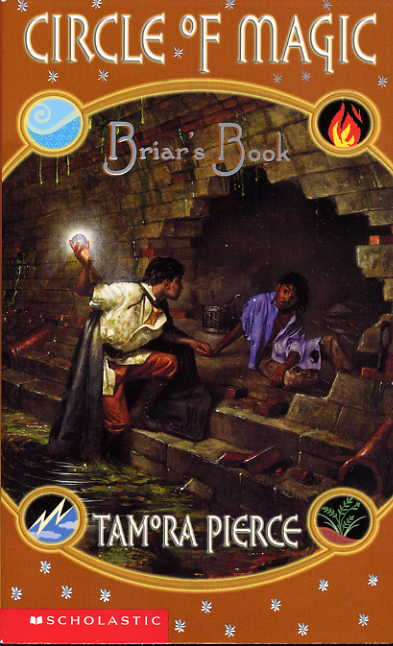 CIRCLE OF MAGIC
Briar's Book
TAMORA PIERCE
SCHOLASTIC